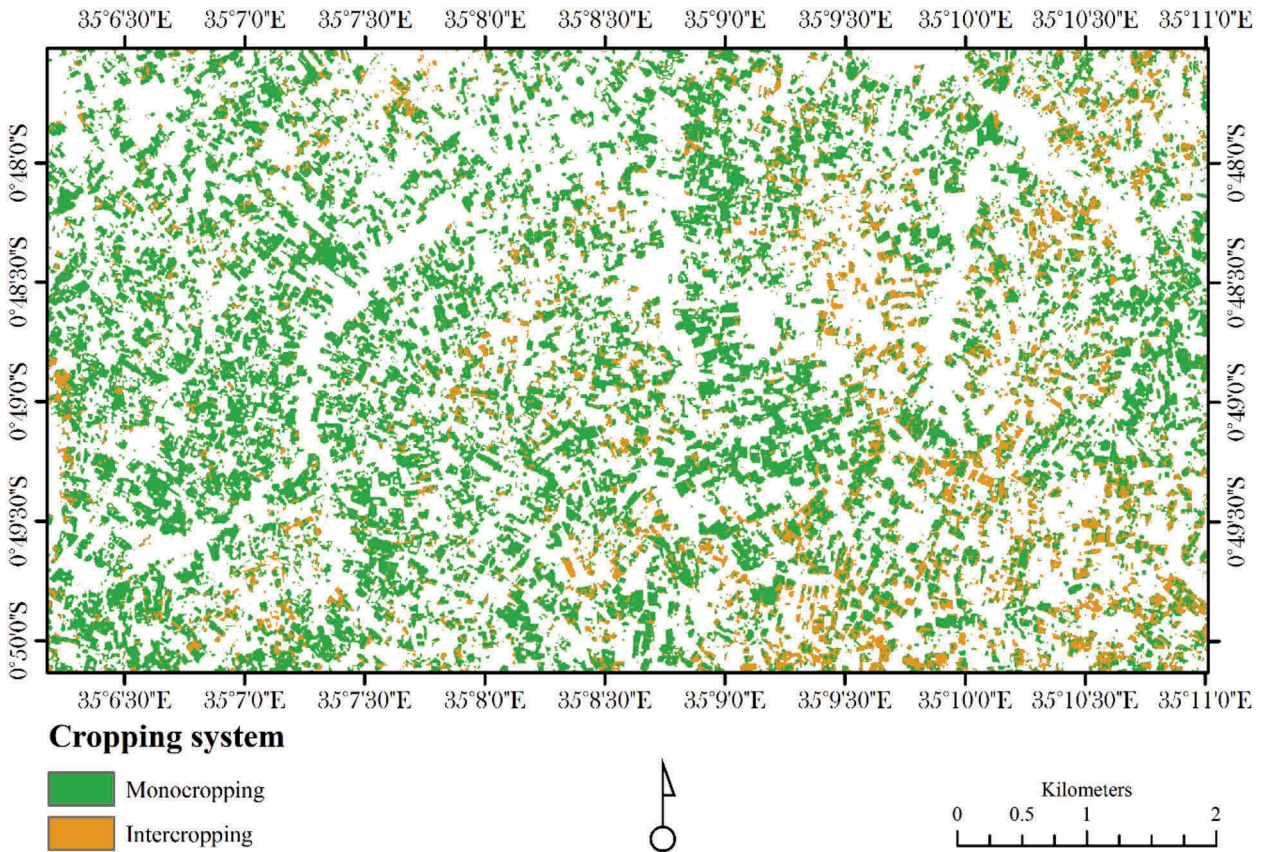 35°6'30"E 35°7'0"E 35°7'30"E 35°8'0"E 35°8'30"E 35°9'0"E 35°9'30"E 35°10'0"E 35°10'30"E 35°11'0"E
0°48'0"S 0°48'0"S
0°48'30"S 0°48'30"S
0°49'0"S 0°49'0"S
0°49'30"S 0°49'30"S
0°50'0"S
35°6'30"E 35°7'0"E 35°7'30"E 35°8'0"E 35°8'30"E 35°9'0"E 35°9'30"E 35°10'0"E 35°10'30"E 35°11'0"E
Cropping system
Monocropping
Intercropping
Kilometers
0 0.5 1 2